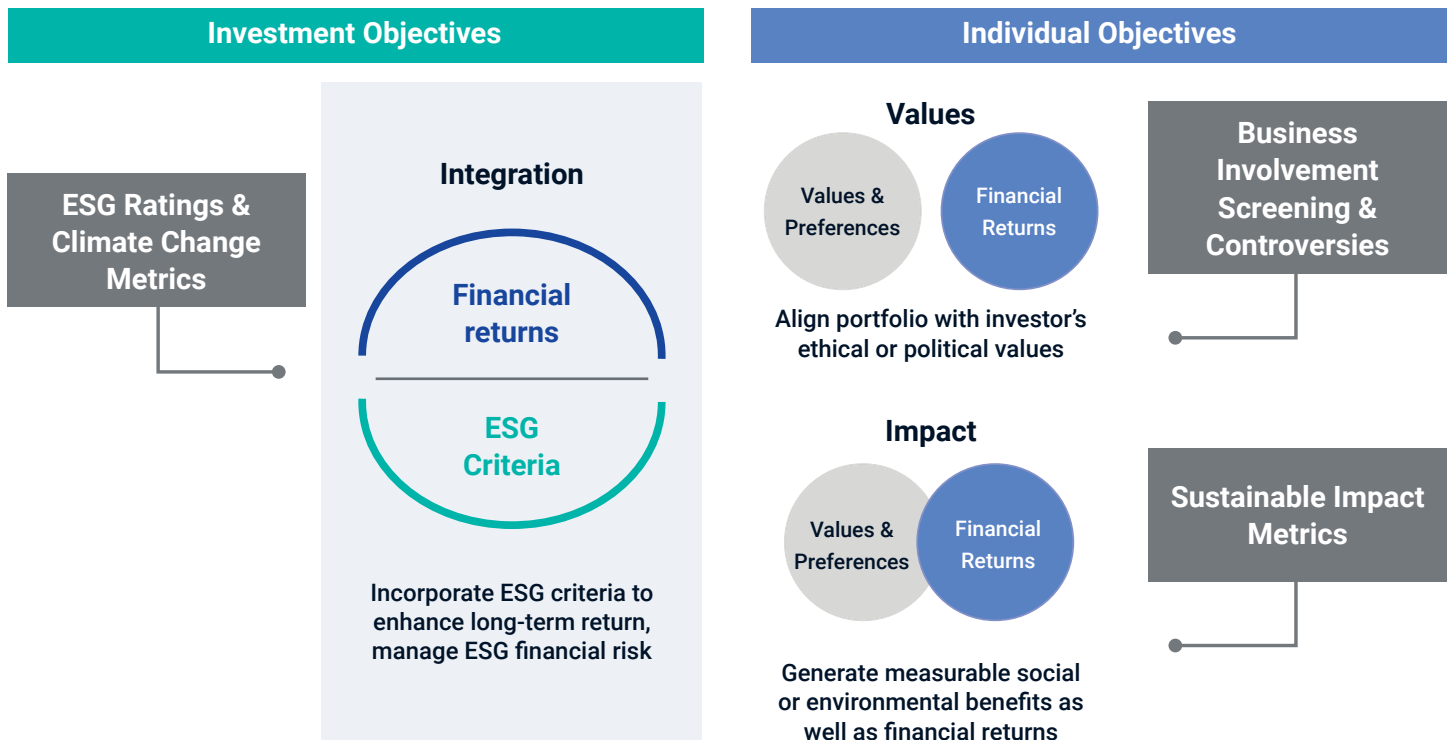 Investment Objectives
ESG Ratings &
Climate Change
Metrics
Integration
Financial
returns
ESG
Criteria
Incorporate ESG criteria to
enhance long-term return,
manage ESG financial risk
Individual Objectives
Values
Values &
Preferences
Financial
Returns
Align portfolio with investor’s
ethical or political values
Business
Involvement
Screening &
Controversies
Impact
Values &
Preferences
Financial
Returns
Generate measurable social
or environmental benefits as
well as financial returns
Sustainable Impact
Metrics